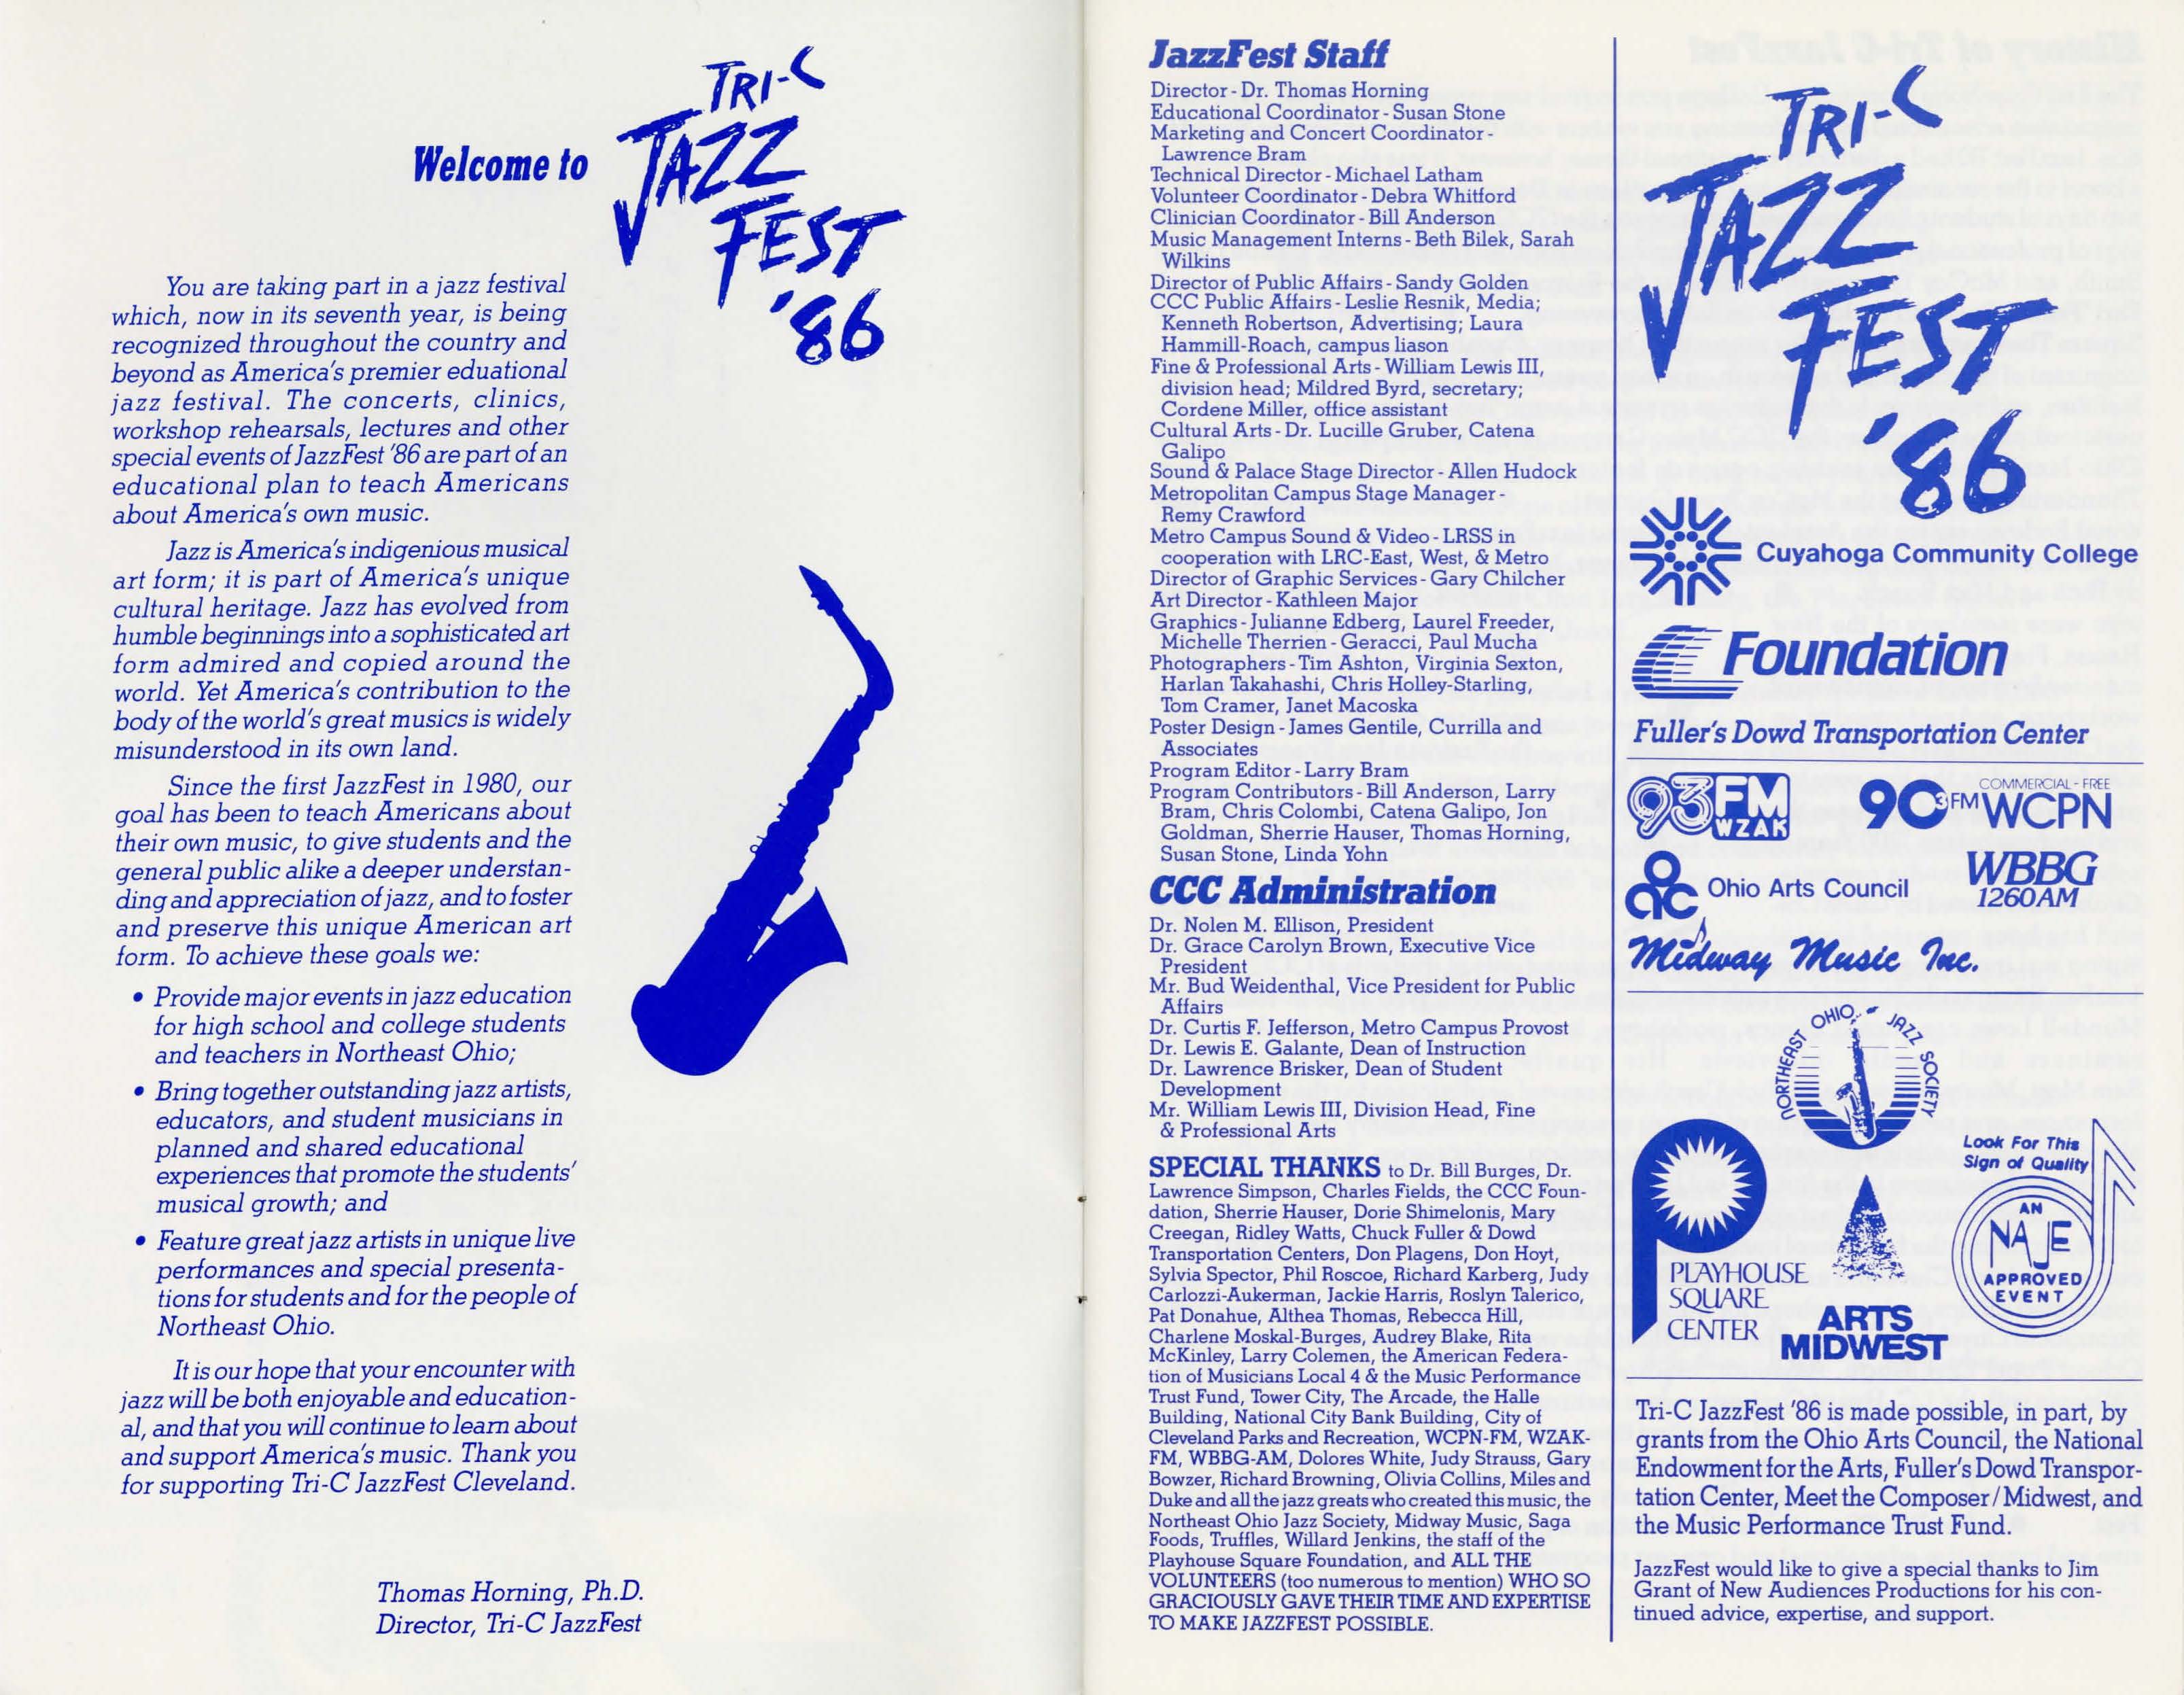 Welcome to
TRI-C
JAZZ
FEST
'86
You are taking part in a jazz festival
which, now in its seventh year, is being
recognized throughout the country and
beyond as America's premier eduational
jazz festival. The concerts, clinics,
workshop rehearsals, lectures and other
special events of JazzFest '86 are part of an
educational plan to teach Americans
about America's own music.
Jazz is America's indigenious musical
art form; it is part of America's unique
cultural heritage. Jazz has evolved from
humble beginnings into a sophisticated art
form admired and copied around the
world. Yet America's contribution to the
body of the world's great musics is widely
misunderstood in its own land.
Since the first JazzFest in 1980, our
goal has been to teach Americans about
their own music, to give students and the
general public alike a deeper understan-
ding and appreciation of jazz, and to foster
and preserve this unique American art
form. To achieve these goals we:
• Provide major events in jazz education
for high school and college students
and teachers in Northeast Ohio;
• Bring together outstanding jazz artists,
educators, and student musicians in
planned and shared educational
experiences that promote the students'
musical growth; and
• Feature great jazz artists in unique live
performances and special presenta-
tions for students and for the people of
Northeast Ohio.
It is our hope that your encounter with
jazz will be both enjoyable and education-
al, and that you will continue to learn about
and support America's music. Thank you
for supporting Tri-C JazzFest Cleveland.
Thomas Horning, Ph.D.
Director, Tri-C JazzFest
JazzFest Staff
Director - Dr. Thomas Horning
Educational Coordinator - Susan Stone
Marketing and Concert Coordinator -
Lawrence Bram
Technical Director - Michael Latham
Volunteer Coordinator - Debra Whitford
Clinician Coordinator - Bill Anderson
Music Management Interns - Beth Bilek, Sarah
Wilkins
Director of Public Affairs - Sandy Golden
CCC Public Affairs - Leslie Resnik, Media;
Kenneth Robertson, Advertising; Laura
Hammill-Roach, campus liason
Fine & Professional Arts - William Lewis III,
division head; Mildred Byrd, secretary;
Cordene Miller, office assistant
Cultural Arts - Dr. Lucille Gruber, Catena
Galipo
Sound & Palace Stage Director - Allen Hudock
Metropolitan Campus Stage Manager -
Remy Crawford
Metro Campus Sound & Video - LRSS in
cooperation with LRC-East, West, & Metro
Director of Graphic Services - Gary Chilcher
Art Director - Kathleen Major
Graphics - Julianne Edberg, Laurel Freeder,
Michelle Therrien - Geracci, Paul Mucha
Photographers - Tim Ashton, Virginia Sexton,
Harlan Takahashi, Chris Holley-Starling,
Tom Cramer, Janet Macoska
Poster Design - James Gentile, Currilla and
Associates
Program Editor - Larry Bram
Program Contributors - Bill Anderson, Larry
Bram, Chris Colombi, Catena Galipo, Jon
Goldman, Sherrie Hauser, Thomas Horning,
Susan Stone, Linda Yohn
CCC Administration
Dr. Nolen M. Ellison, President
Dr. Grace Carolyn Brown, Executive Vice
President
Mr. Bud Weidenthal, Vice President for Public
Affairs
Dr. Curtis F. Jefferson, Metro Campus Provost
Dr. Lewis E. Galante, Dean of Instruction
Dr. Lawrence Brisker, Dean of Student
Development
Mr. William Lewis III, Division Head, Fine
& Professional Arts
SPECIAL THANKS to Dr. Bill Burges, Dr.
Lawrence Simpson, Charles Fields, the CCC Foun-
dation, Sherrie Hauser, Dorie Shimelonis, Mary
Creegan, Ridley Watts, Chuck Fuller & Dowd
Transportation Centers, Don Plagens, Don Hoyt,
Sylvia Spector, Phil Roscoe, Richard Karberg, Judy
Carlozzi-Aukerman, Jackie Harris, Roslyn Talerico,
Pat Donahue, Althea Thomas, Rebecca Hill,
Charlene Moskal-Burges, Audrey Blake, Rita
McKinley, Larry Colemen, the American Federa-
tion of Musicians Local 4 & the Music Performance
Trust Fund, Tower City, The Arcade, the Halle
Building, National City Bank Building, City of
Cleveland Parks and Recreation, WCPN-FM, WZAK-
FM, WBBG-AM, Dolores White, Judy Strauss, Gary
Bowzer, Richard Browning, Olivia Collins, Miles and
Duke and all the jazz greats who created this music, the
Northeast Ohio Jazz Society, Midway Music, Saga
Foods, Truffles, Willard Jenkins, the staff of the
Playhouse Square Foundation, and ALL THE
VOLUNTEERS (too numerous to mention) WHO SO
GRACIOUSLY GAVE THEIR TIME AND EXPERTISE
TO MAKE JAZZFEST POSSIBLE.
TRI-C
JAZZ
FEST
'86
Cuyahoga Community College
Foundation
Fuller's Dowd Transportation Center
93 FM
WZAK
COMMERCIAL - FREE
90 3 FM WCPN
Ohio Arts Council
WBBG
1260 AM
Midway Music Inc.
NORTHEAST OHIO JAZZ SOCIETY
PLAYHOUSE
SQUARE
CENTER
ARTS
MIDWEST
Look For This
Sign of Quality
AN
NAJE
APPROVED
EVENT
Tri-C JazzFest '86 is made possible, in part, by
grants from the Ohio Arts Council, the National
Endowment for the Arts, Fuller's Dowd Transpor-
tation Center, Meet the Composer/Midwest, and
the Music Performance Trust Fund.
JazzFest would like to give a special thanks to Jim
Grant of New Audiences Productions for his con-
tinued advice, expertise, and support.